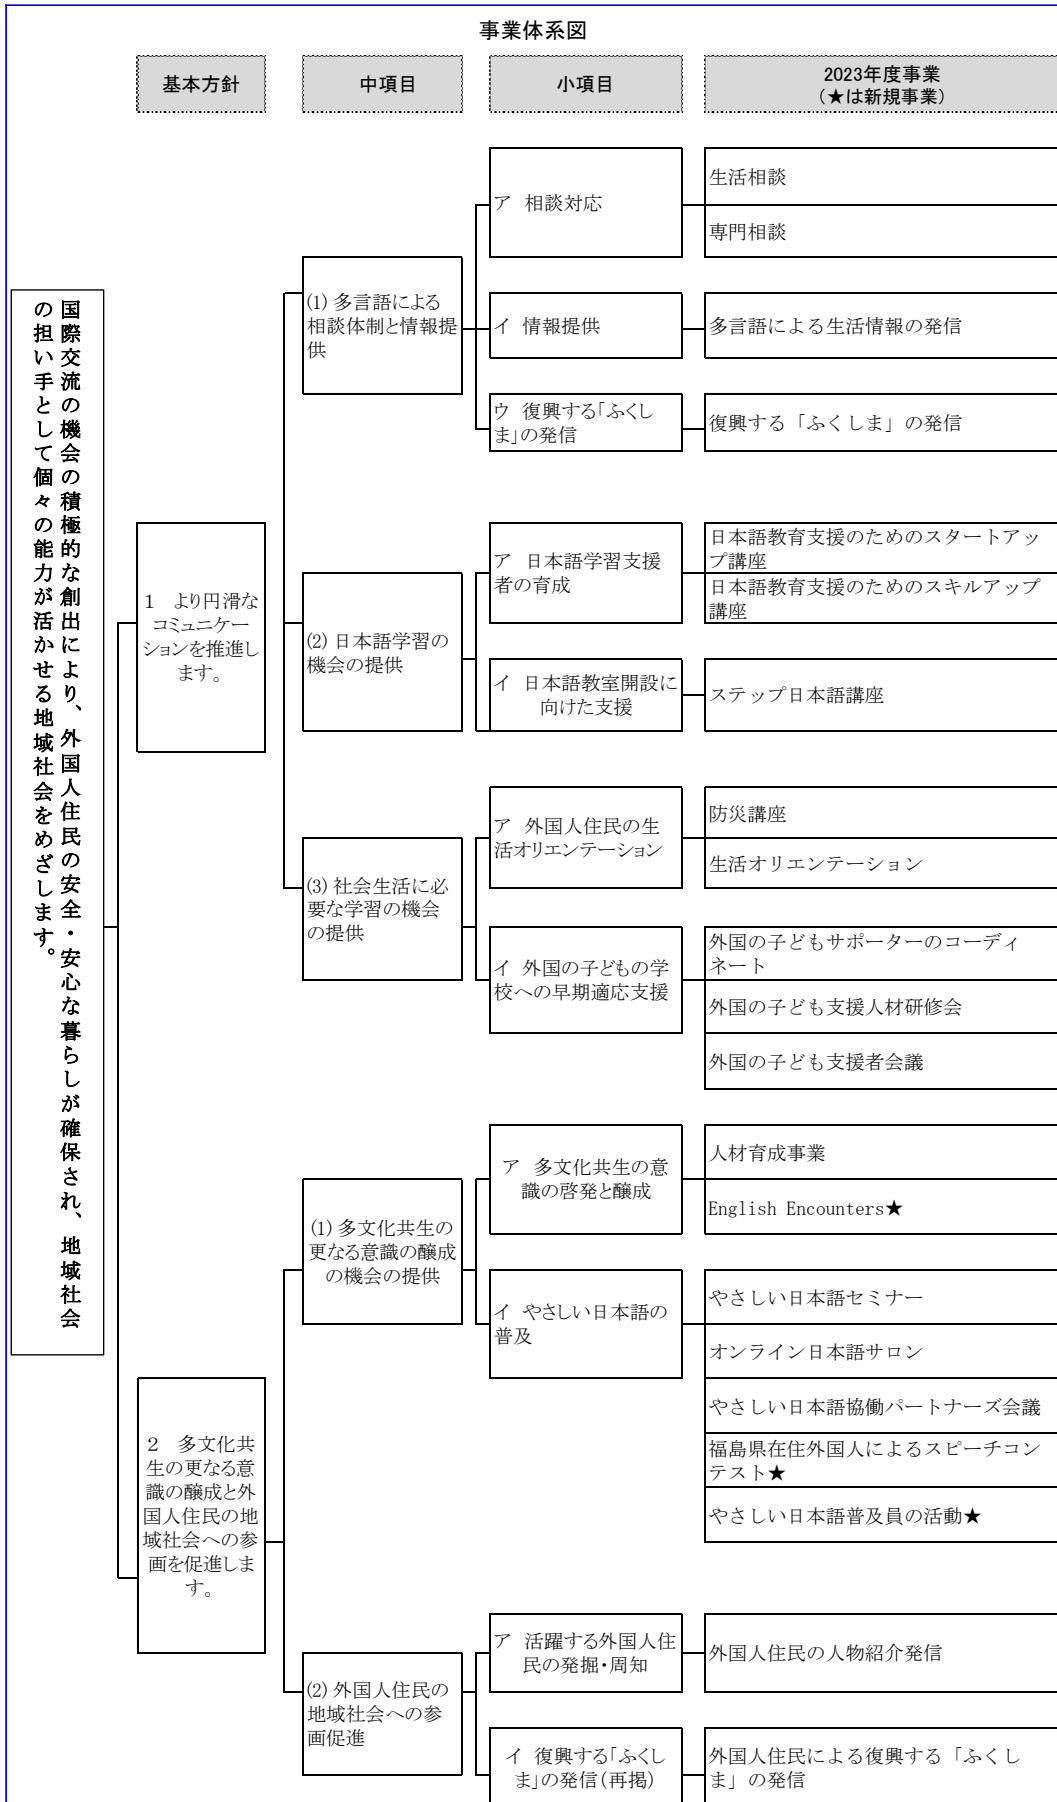 事業体系図
基本方針
中項目
小項目
2023年度事業
（★は新規事業）
国際交流の機会の積極的な創出により、外国人住民の安全・安心な暮らしが確保され、地域社会
の担い手として個々の能力が活かせる地域社会をめざします。
1 より円滑な
コミュニケー
ションを推進し
ます。
(1) 多言語による
相談体制と情報提
供
ア 相談対応
生活相談
専門相談
イ 情報提供
多言語による生活情報の発信
ウ 復興する「ふくし
ま」の発信
復興する「ふくしま」の発信
(2) 日本語学習の
機会の提供
ア 日本語学習支援
者の育成
日本語教育支援のためのスタートアッ
プ講座
日本語教育支援のためのスキルアップ
講座
イ 日本語教室開設に
向けた支援
ステップ日本語講座
(3) 社会生活に必
要な学習の機会
の提供
ア 外国人住民の生
活オリエンテーション
防災講座
生活オリエンテーション
イ 外国の子どもの学
校への早期適応支援
外国の子どもサポーターのコーディ
ネート
外国の子ども支援人材研修会
外国の子ども支援者会議
2 多文化共
生の更なる意
識の醸成と外
国人住民の地
域社会への参
画を促進しま
す。
(1) 多文化共生の
更なる意識の醸成
の機会の提供
ア 多文化共生の意
識の啓発と醸成
人材育成事業
English Encounters★
イ やさしい日本語の
普及
やさしい日本語セミナー
オンライン日本語サロン
やさしい日本語協働パートナーズ会議
福島県在住外国人によるスピーチコン
テスト★
やさしい日本語普及員の活動★
(2) 外国人住民の
地域社会への参
画促進
ア 活躍する外国人住
民の発掘・周知
外国人住民の人物紹介発信
イ 復興する「ふくし
ま」の発信（再掲）
外国人住民による復興する「ふくし
ま」の発信